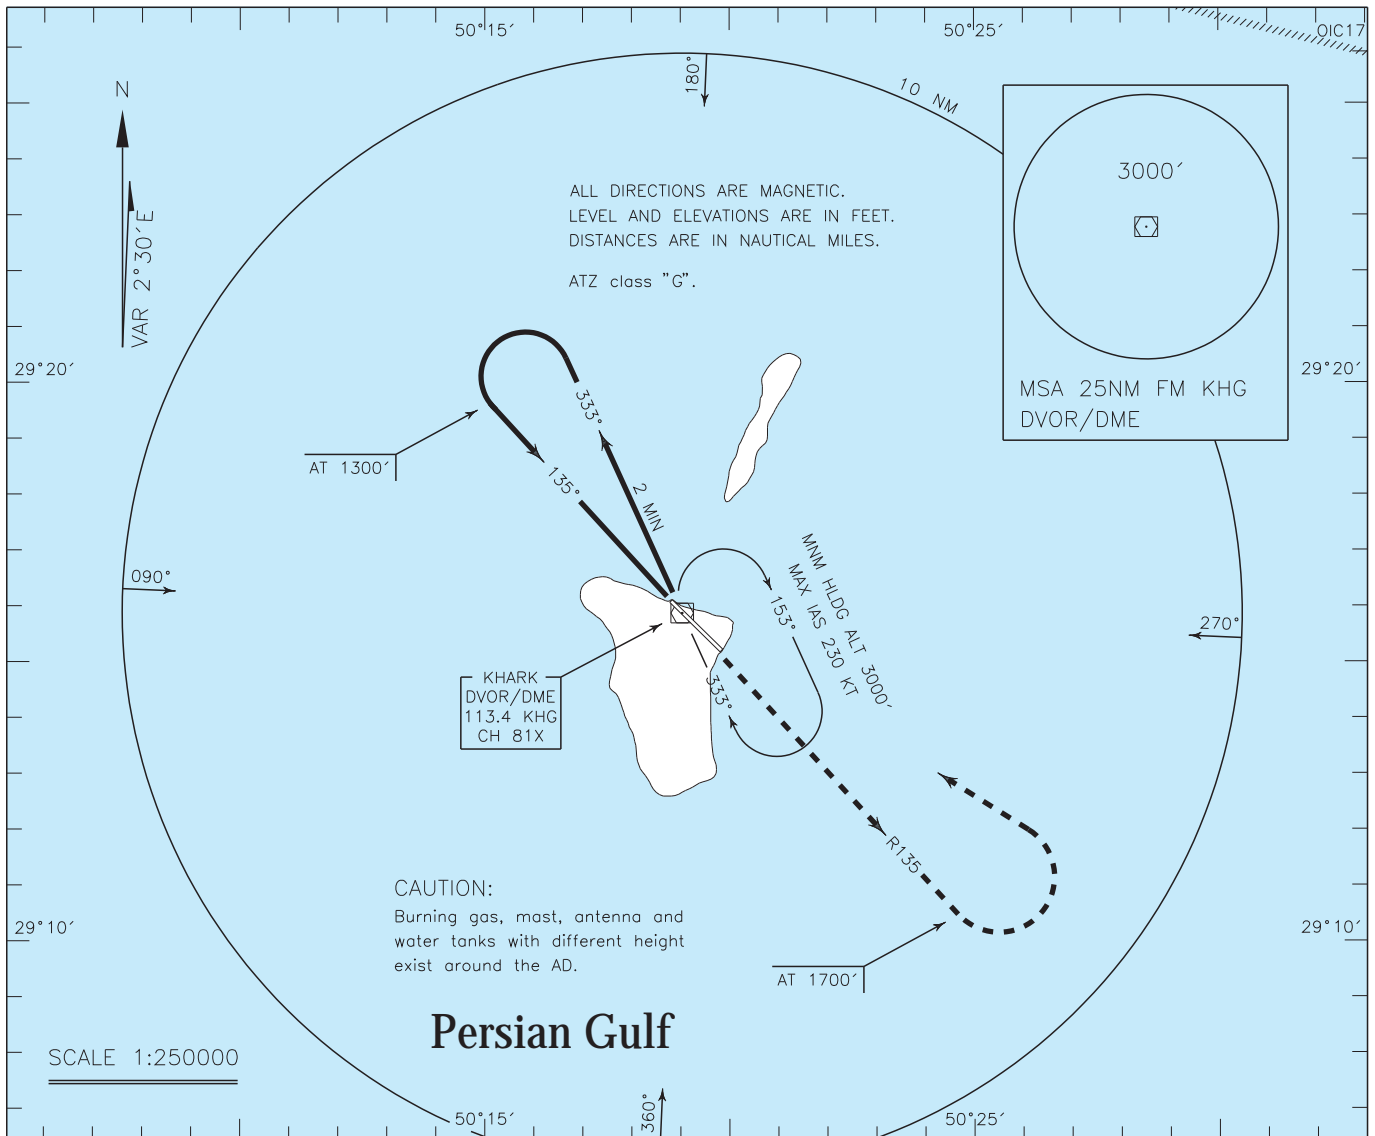 50°15′
50°25′
OIC17
N
180°
10 NM
VAR 2°30′E
3000′
MSA 25NM FM KHG
DVOR/DME
ALL DIRECTIONS ARE MAGNETIC.
LEVEL AND ELEVATIONS ARE IN FEET.
DISTANCES ARE IN NAUTICAL MILES.
ATZ class "G".
29°20′
29°20′
333°
AT 1300′
135°
2 MIN
MNM HLDG ALT 3000′
MAX IAS 230 KT
090°
153°
270°
333°
KHARK
DVOR/DME
113.4 KHG
CH 81X
R135
CAUTION:
Burning gas, mast, antenna and
water tanks with different height
exist around the AD.
29°10′
29°10′
AT 1700′
Persian Gulf
SCALE 1:250000
360°
50°15′
50°25′